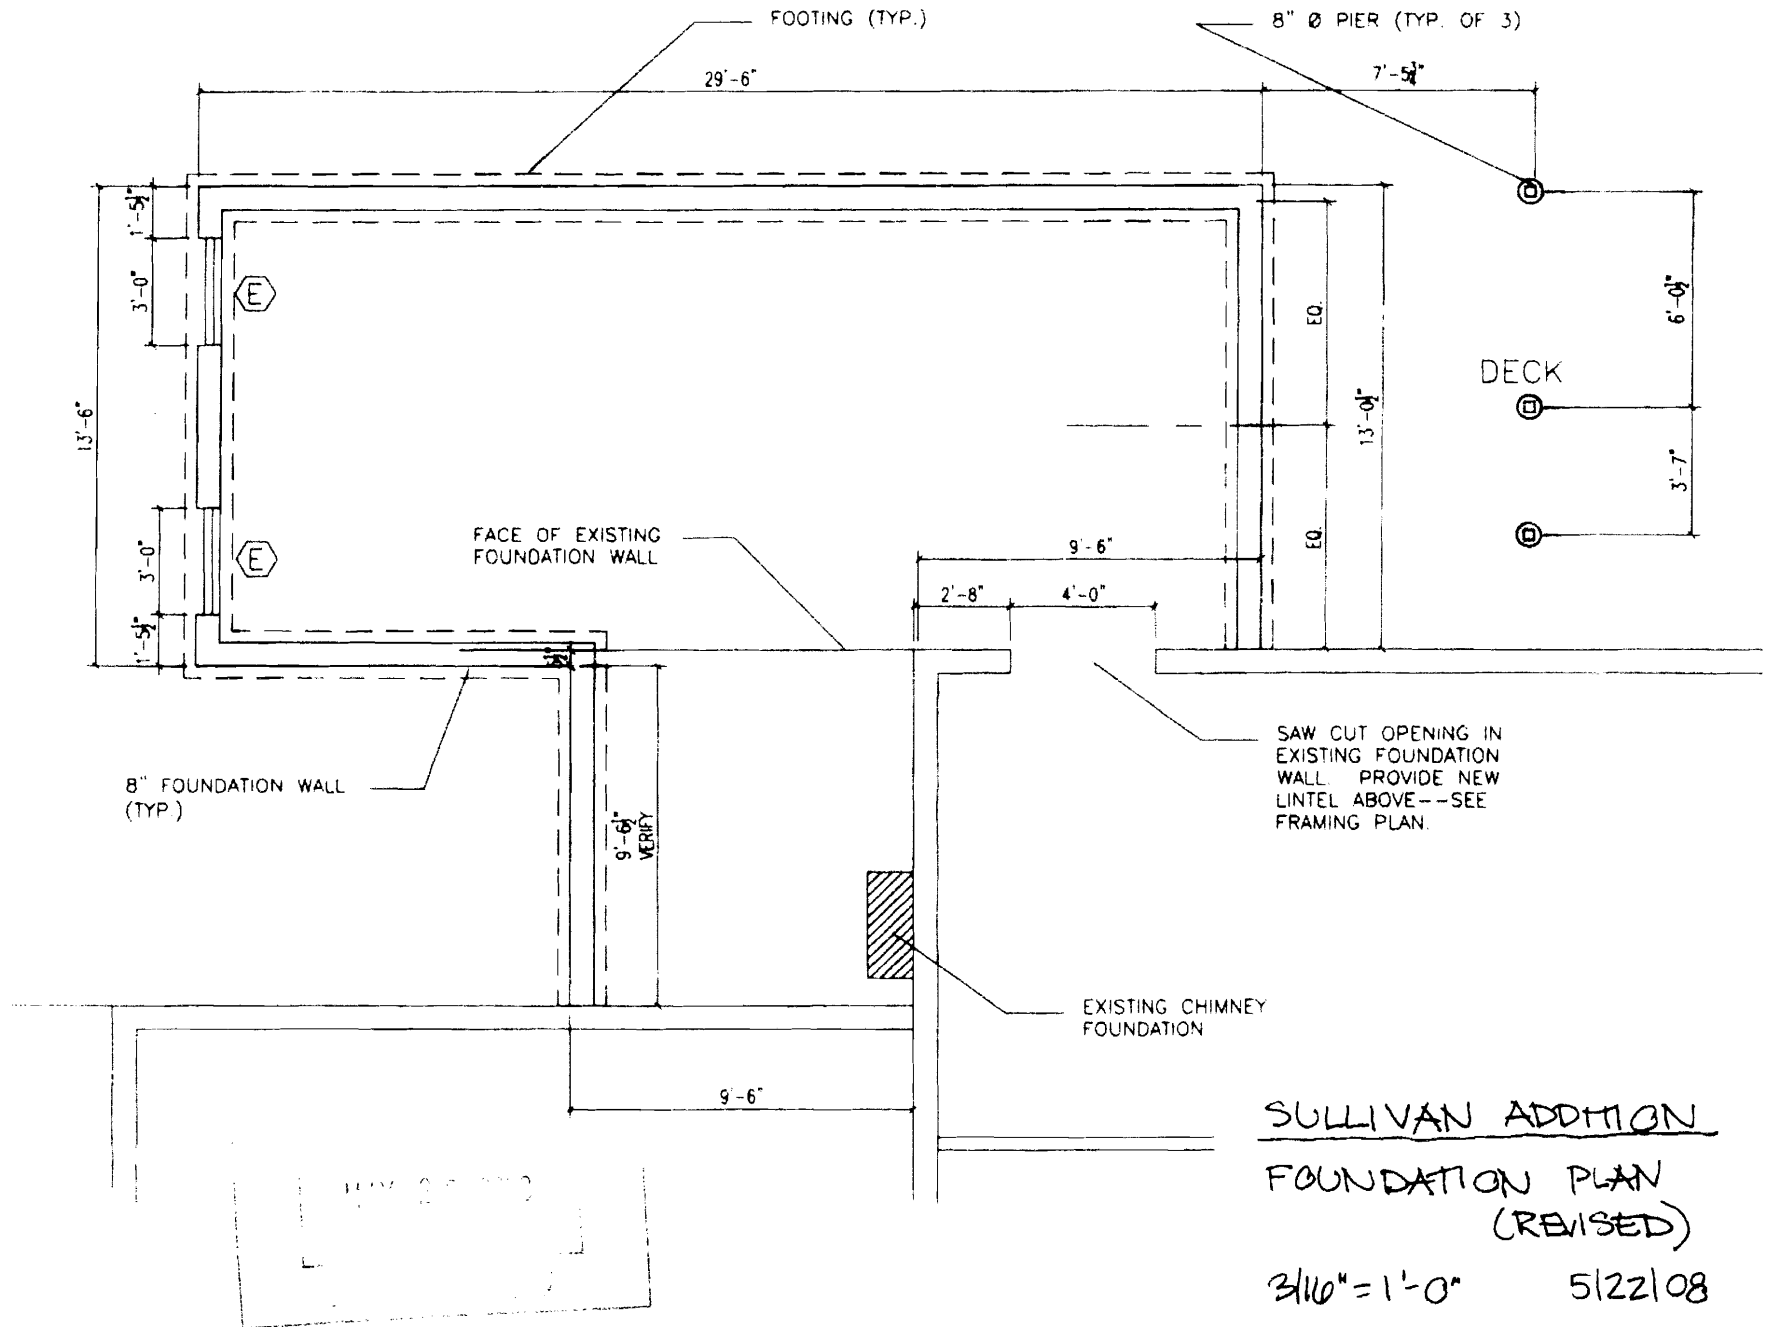 FOOTING (TYP.)
8" Ø PIER (TYP. OF 3)
29'-6"
7'-5¾"
1'-5½"
3'-0"
E
13'-6"
EQ.
13'-0½"
6'-0½"
DECK
3'-7"
FACE OF EXISTING
FOUNDATION WALL
9'-6"
EQ.
3'-0"
E
2'-8"
4'-0"
1'-5½"
8" FOUNDATION WALL
(TYP.)
9'-6½"
VERIFY
SAW CUT OPENING IN
EXISTING FOUNDATION
WALL. PROVIDE NEW
LINTEL ABOVE--SEE
FRAMING PLAN.
EXISTING CHIMNEY
FOUNDATION
9'-6"
SULLIVAN ADDITION
FOUNDATION PLAN
(REVISED)
3/16"=1'-0" 5/22/08